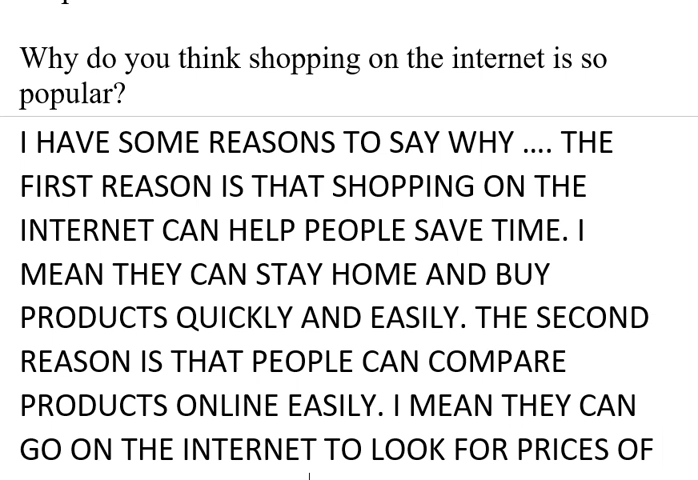 Why do you think shopping on the internet is so
popular?
I HAVE SOME REASONS TO SAY WHY .... THE
FIRST REASON IS THAT SHOPPING ON THE
INTERNET CAN HELP PEOPLE SAVE TIME. I
MEAN THEY CAN STAY HOME AND BUY
PRODUCTS QUICKLY AND EASILY. THE SECOND
REASON IS THAT PEOPLE CAN COMPARE
PRODUCTS ONLINE EASILY. I MEAN THEY CAN
GO ON THE INTERNET TO LOOK FOR PRICES OF